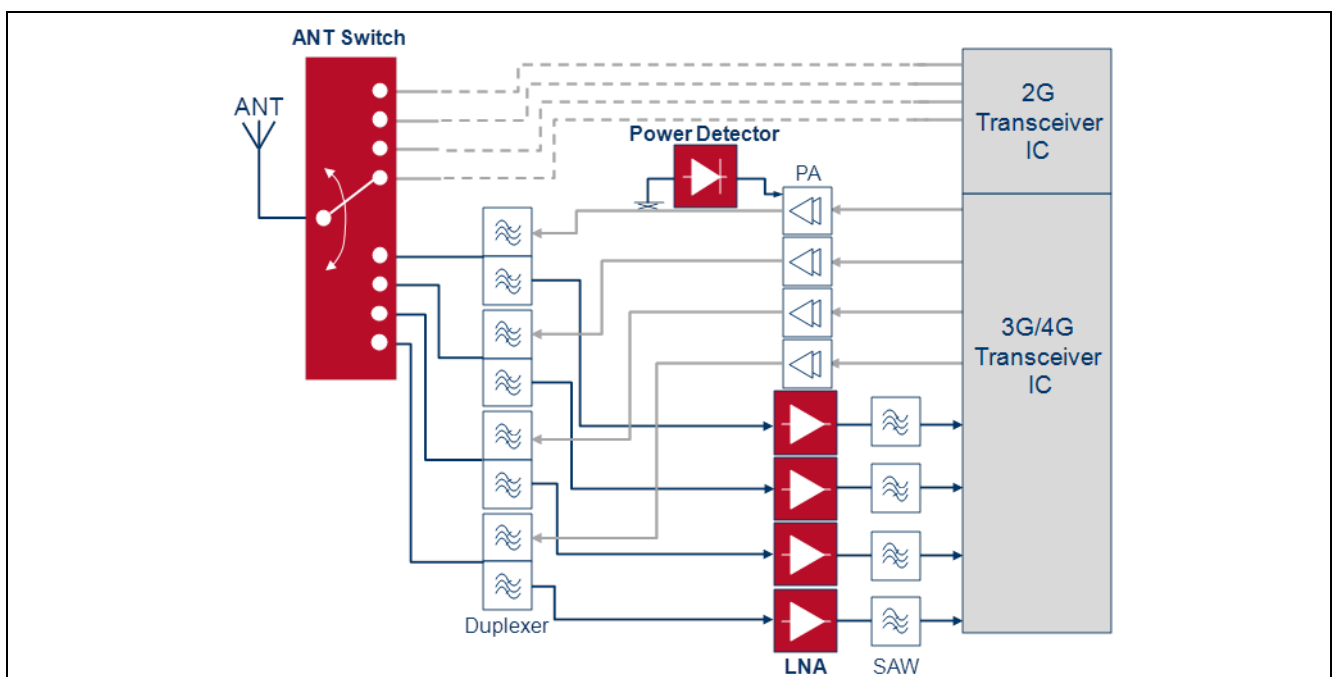 ANT Switch
ANT
2G
Transceiver
IC
Power Detector
PA
3G/4G
Transceiver
IC
Duplexer
LNA
SAW